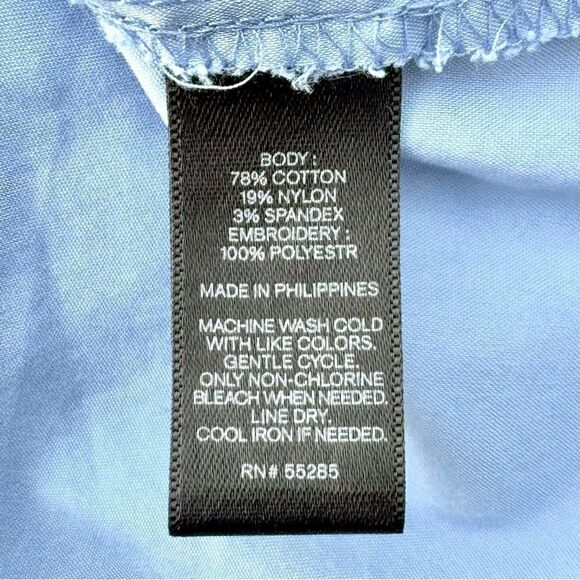 BODY :
78% COTTON
19% NYLON
3% SPANDEX
EMBROIDERY :
100% POLYESTR
MADE IN PHILIPPINES
MACHINE WASH COLD
WITH LIKE COLORS.
GENTLE CYCLE.
ONLY NON-CHLORINE
BLEACH WHEN NEEDED.
LINE DRY.
COOL IRON IF NEEDED.
RN# 55285